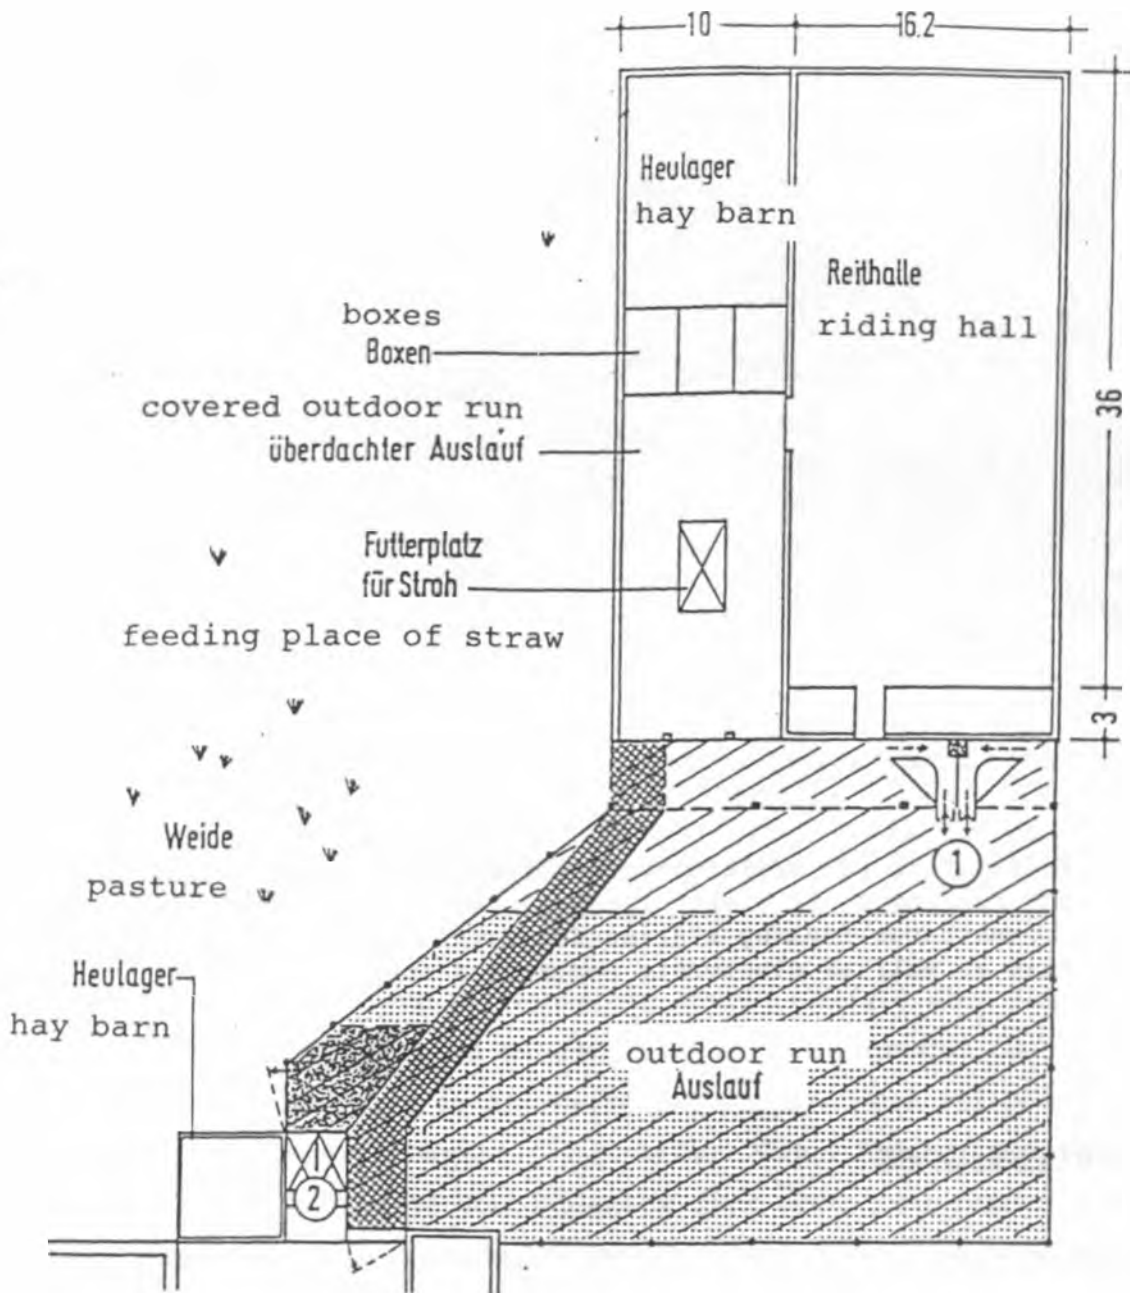 10
16.2
Heulager
hay barn
Reithalle
riding hall
boxes
Boxen
36
covered outdoor run
überdachter Auslauf
Futterplatz
für Stroh
feeding place of straw
3
Weide
pasture
1
Heulager
hay barn
outdoor run
Auslauf
2